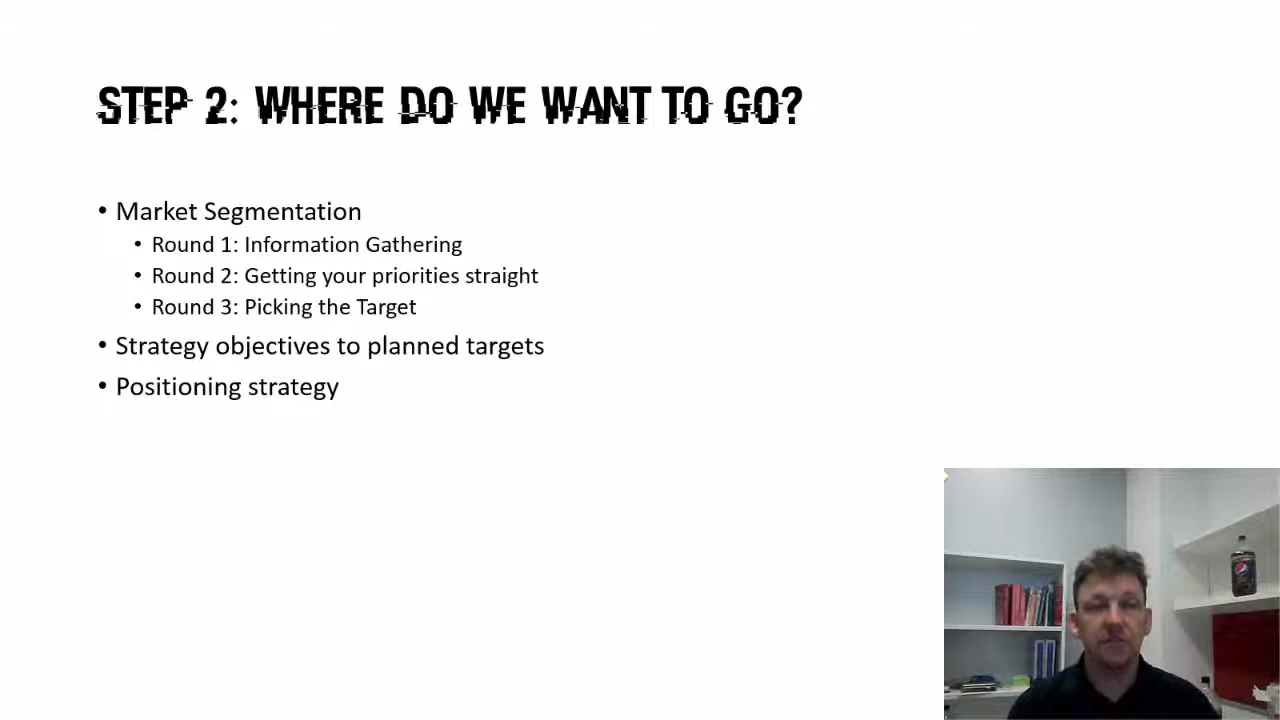 STEP 2: WHERE DO WE WANT TO GO?
• Market Segmentation
• Round 1: Information Gathering
• Round 2: Getting your priorities straight
• Round 3: Picking the Target
• Strategy objectives to planned targets
• Positioning strategy